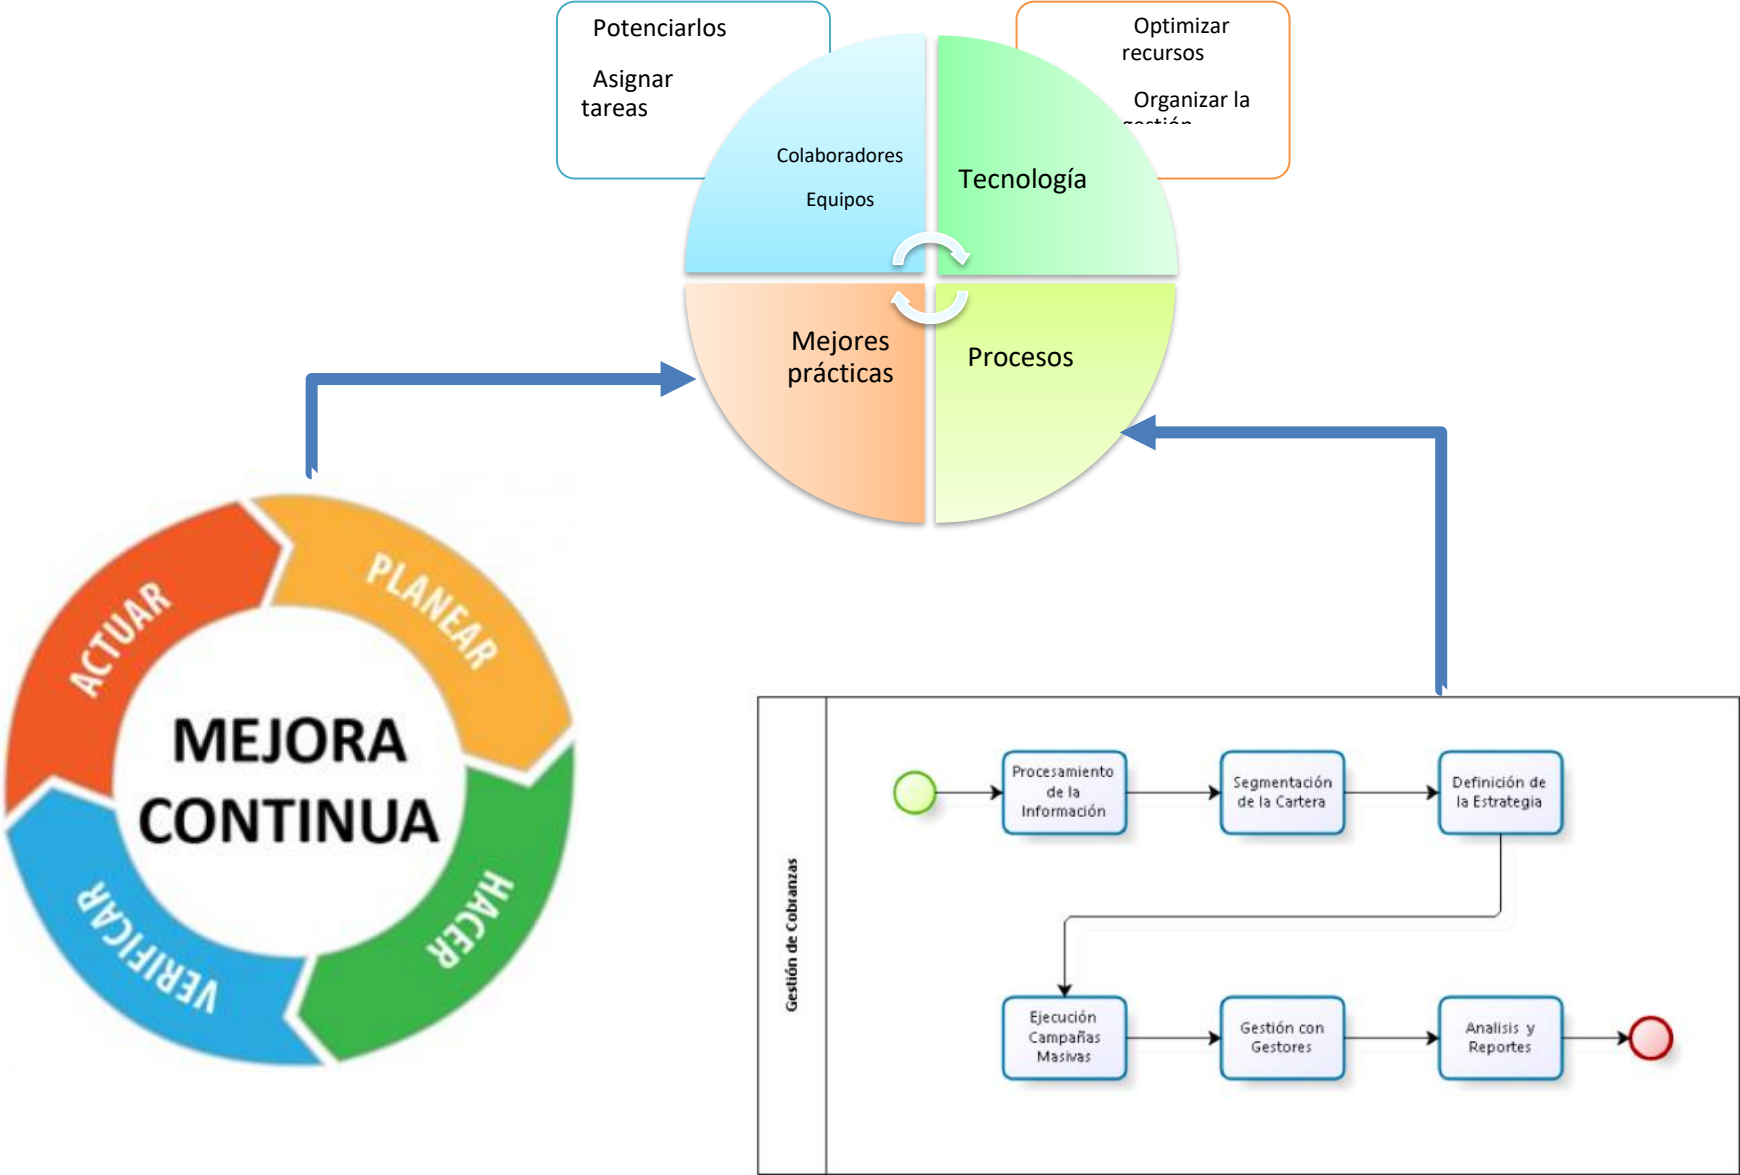 Potenciarlos
Asignar
tareas
Optimizar
recursos
Organizar la
gestión
Colaboradores
Equipos
Tecnología
Mejores
prácticas
Procesos
ACTUAR
PLANEAR
HACER
VERIFICAR
MEJORA
CONTINUA
Gestión de Cobranzas
Procesamiento
de la
Información
Segmentación
de la Cartera
Definición de
la Estrategia
Ejecución
Campañas
Masivas
Gestión con
Gestores
Analisis y
Reportes